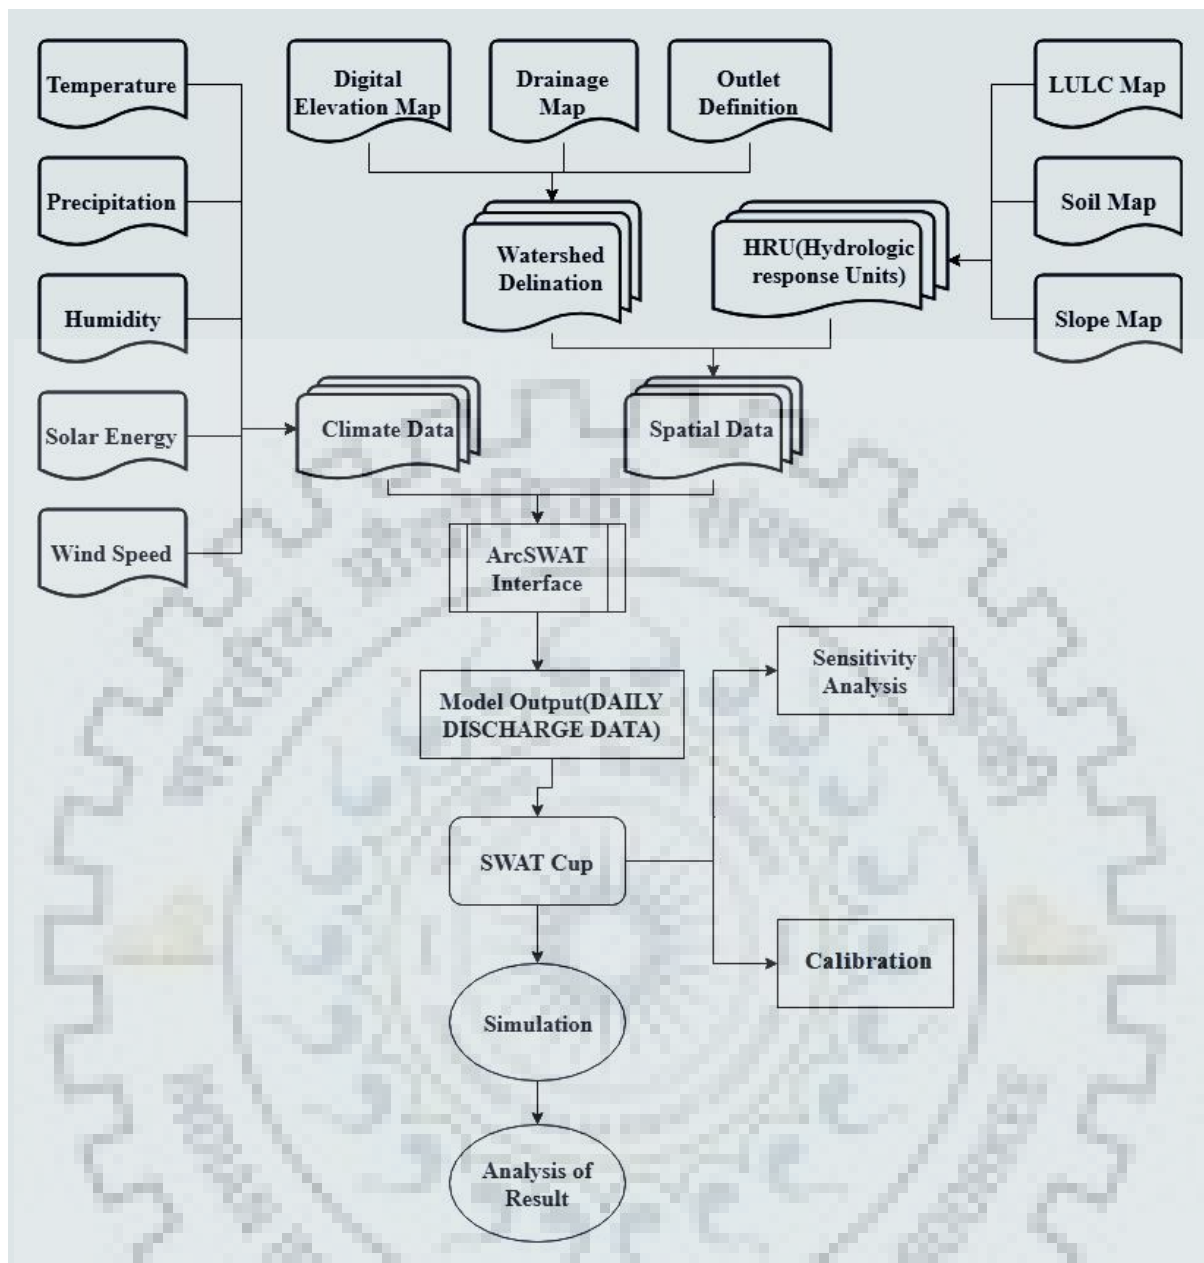 Temperature
Digital
Elevation Map
Drainage
Map
Outlet
Definition
LULC Map
Precipitation
Soil Map
Watershed
Delination
HRU(Hydrologic
response Units)
Humidity
Slope Map
Solar Energy
Climate Data
Spatial Data
Wind Speed
ArcSWAT
Interface
Sensitivity
Analysis
Model Output(DAILY
DISCHARGE DATA)
SWAT Cup
Calibration
Simulation
Analysis of
Result